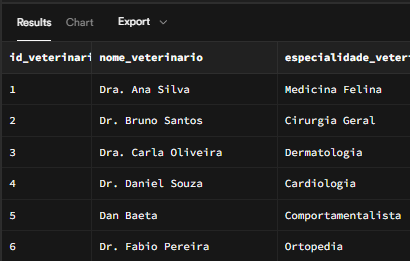 Results Chart Export
id_veterinari nome_veterinario especialidade_veteri
1 Dra. Ana Silva Medicina Felina
2 Dr. Bruno Santos Cirurgia Geral
3 Dra. Carla Oliveira Dermatologia
4 Dr. Daniel Souza Cardiologia
5 Dan Baeta Comportamentalista
6 Dr. Fabio Pereira Ortopedia